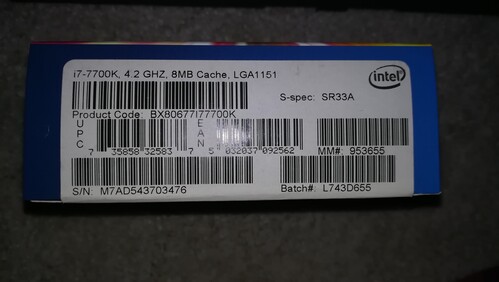 i7-7700K, 4.2 GHZ, 8MB Cache, LGA1151
intel
S-spec: SR33A
Product Code: BX80677I77700K
UPC
EAN
7 35858 32583 7
5 032037 092562
MM#: 953655
S/N: M7AD543703476
Batch#: L743D655